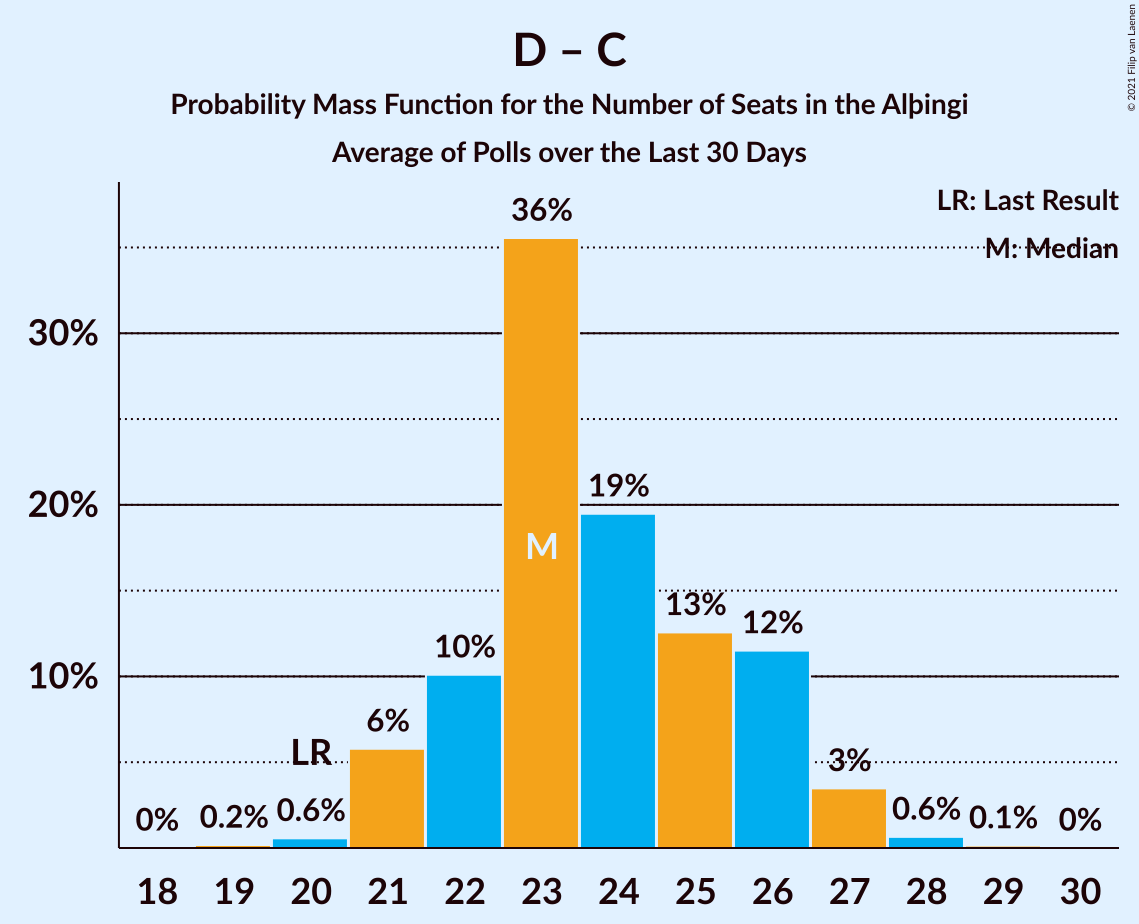 D – C
Probability Mass Function for the Number of Seats in the Alþingi
Average of Polls over the Last 30 Days
© 2021 Filip van Laenen
LR: Last Result
M: Median
36%
30%
19%
20%
M
13%
12%
10%
10%
6%
LR
3%
0%
0.2%
0.6%
0.6%
0.1%
0%
18 19 20 21 22 23 24 25 26 27 28 29 30